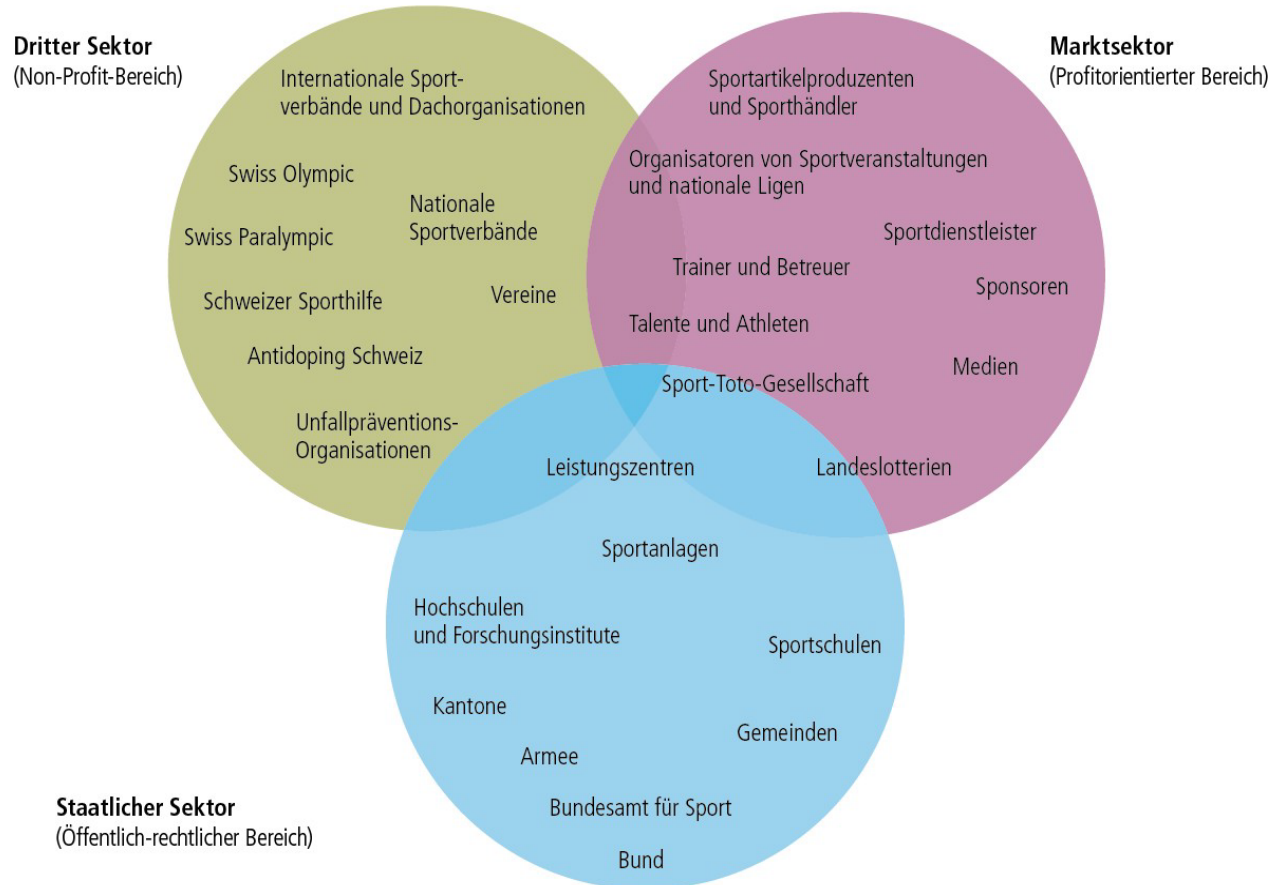 Dritter Sektor
(Non-Profit-Bereich)
Marktsektor
(Profitorientierter Bereich)
Internationale Sport-
verbände und Dachorganisationen
Swiss Olympic
Nationale
Sportverbände
Swiss Paralympic
Schweizer Sporthilfe
Vereine
Antidoping Schweiz
Unfallpräventions-
Organisationen
Sportartikelproduzenten
und Sporthändler
Organisatoren von Sportveranstaltungen
und nationale Ligen
Sportdienstleister
Trainer und Betreuer
Sponsoren
Talente und Athleten
Medien
Sport-Toto-Gesellschaft
Leistungszentren
Landeslotterien
Sportanlagen
Hochschulen
und Forschungsinstitute
Sportschulen
Kantone
Gemeinden
Armee
Bundesamt für Sport
Bund
Staatlicher Sektor
(Öffentlich-rechtlicher Bereich)